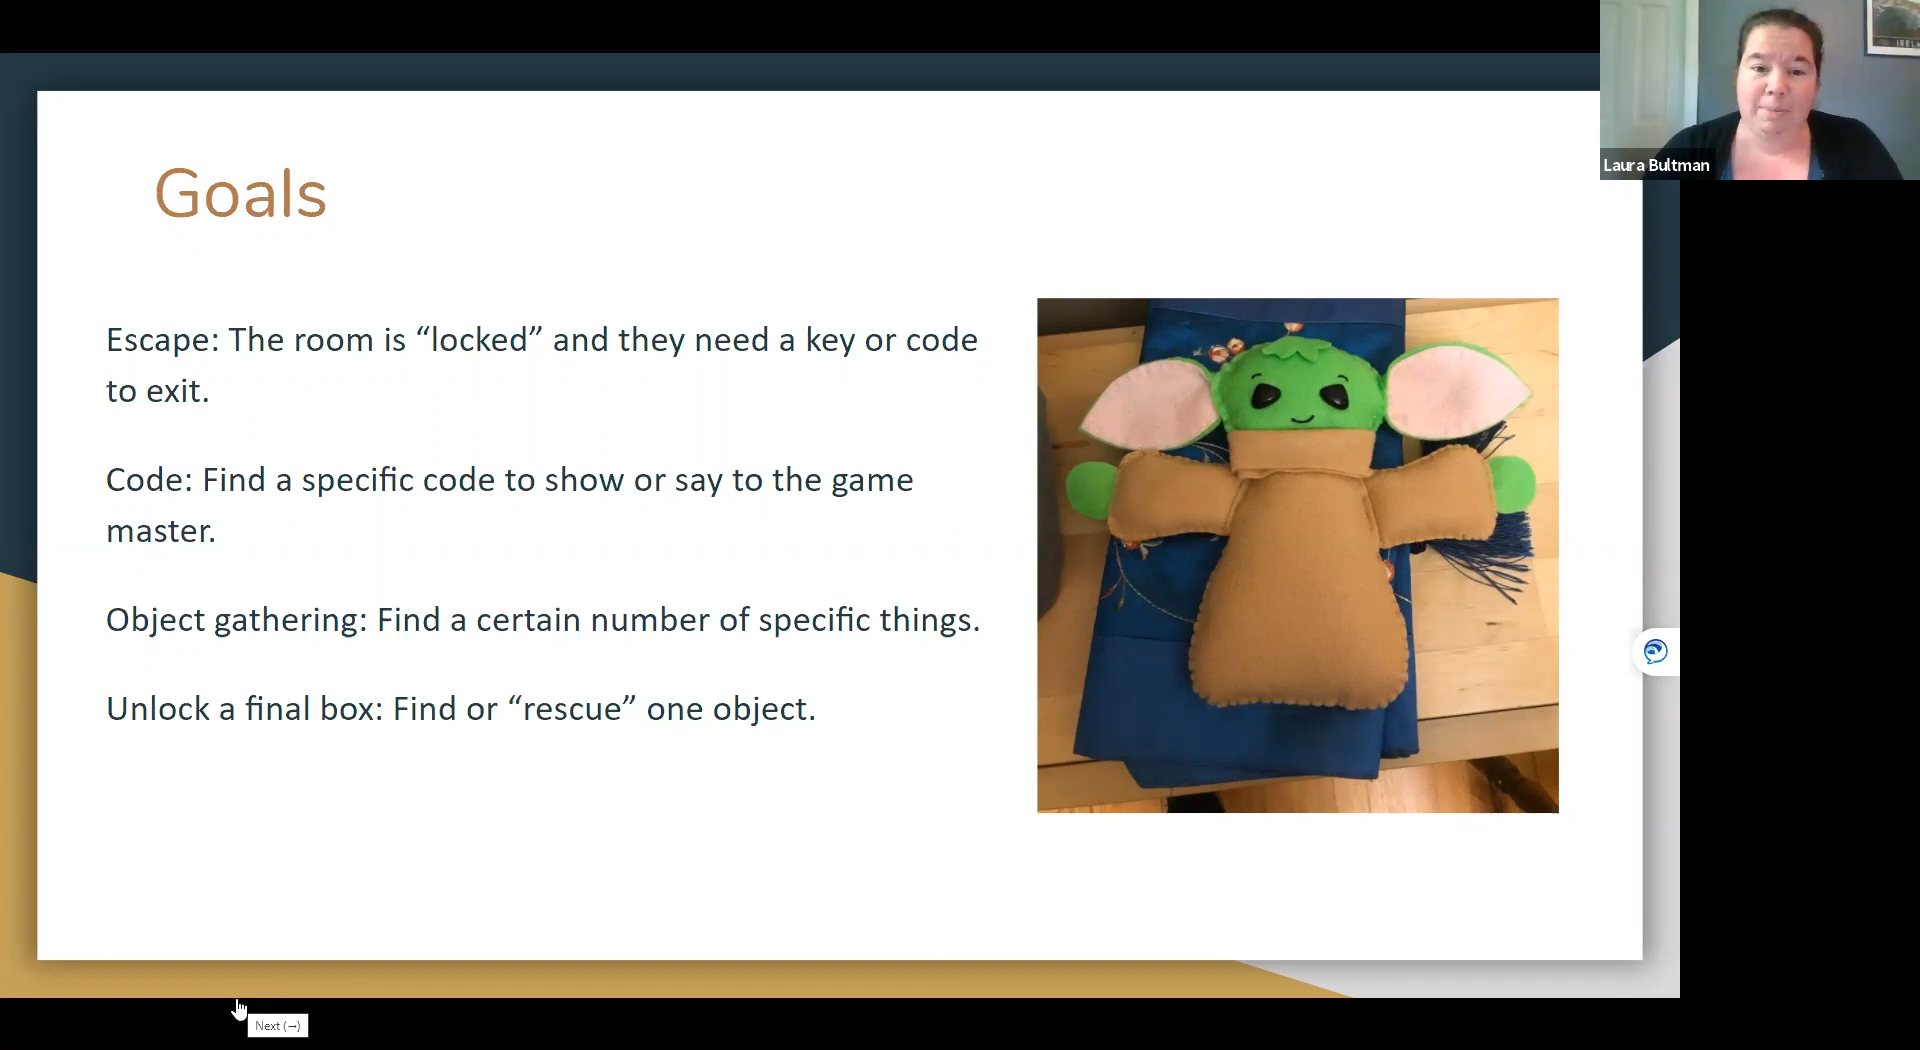 IREL
Laura Bultman
Goals
Escape: The room is “locked” and they need a key or code
to exit.
Code: Find a specific code to show or say to the game
master.
Object gathering: Find a certain number of specific things.
Unlock a final box: Find or “rescue” one object.
Next (→)